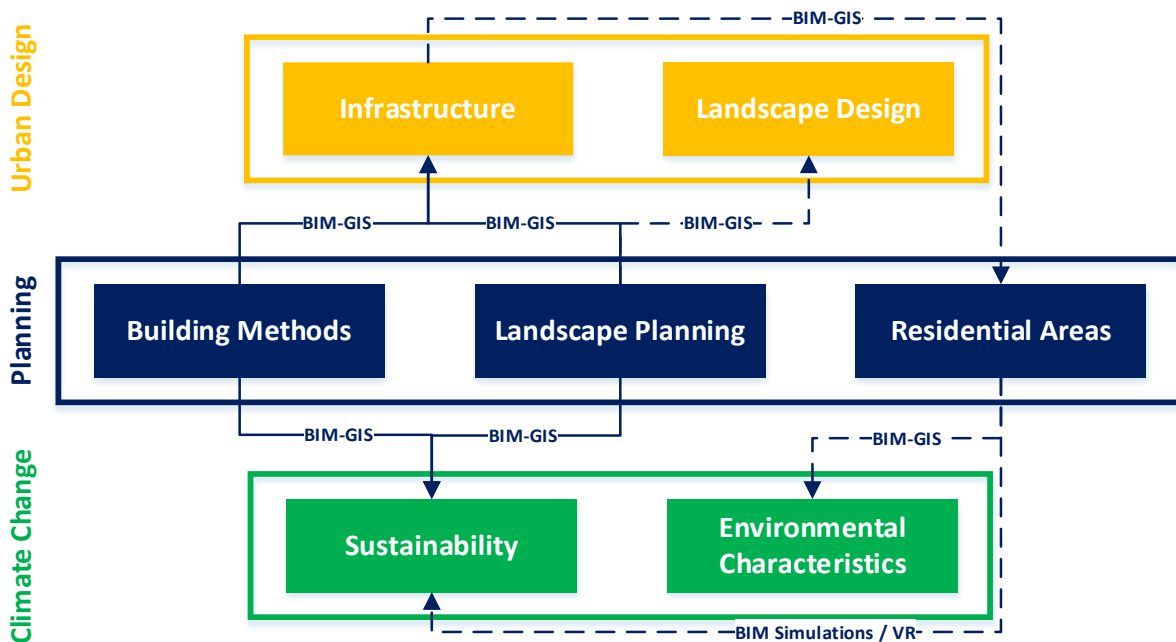 BIM-GIS
Urban Design
Infrastructure
Landscape Design
BIM-GIS
BIM-GIS
BIM-GIS
Planning
Building Methods
Landscape Planning
Residential Areas
BIM-GIS
BIM-GIS
BIM-GIS
Climate Change
Sustainability
Environmental
Characteristics
BIM Simulations / VR